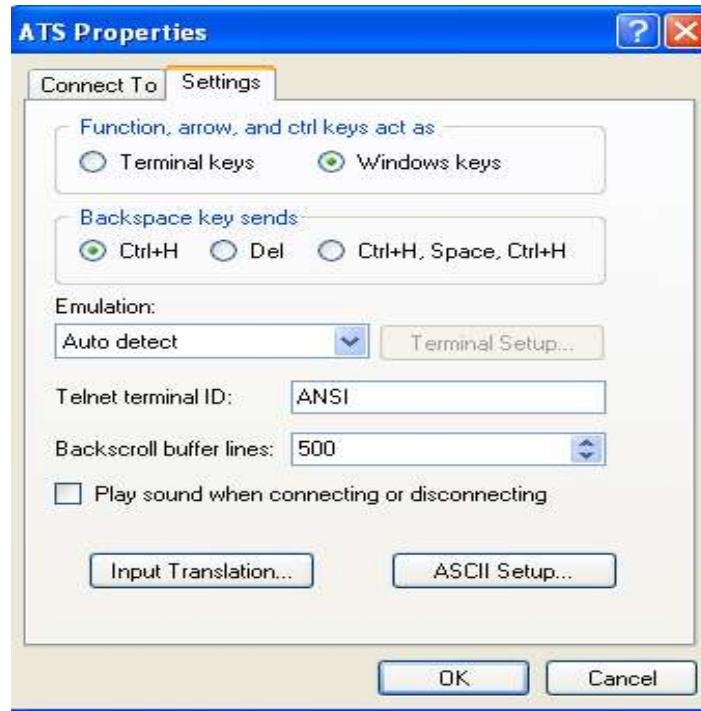 ATS Properties
Connect To Settings
Function, arrow, and ctrl keys act as
Terminal keys Windows keys
Backspace key sends
Ctrl+H Del Ctrl+H, Space, Ctrl+H
Emulation:
Auto detect Terminal Setup...
Telnet terminal ID: ANSI
Backscroll buffer lines: 500
Play sound when connecting or disconnecting
Input Translation... ASCII Setup...
OK Cancel